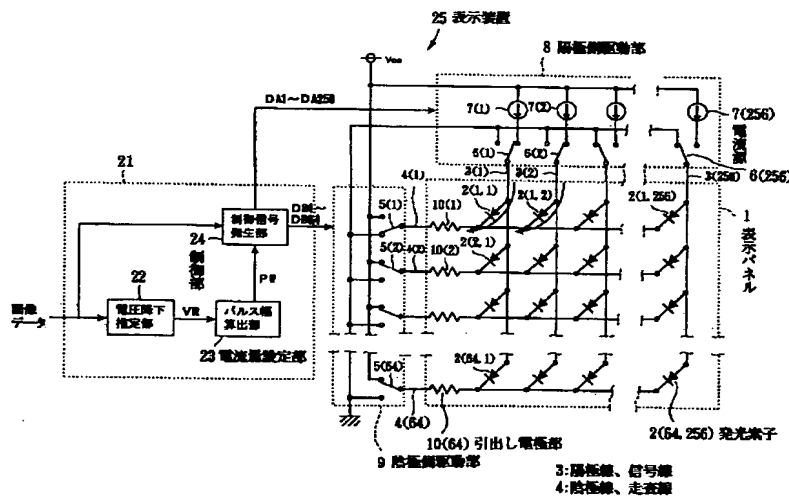 25 表示装置
8 陽極側駆動部
DA1〜DA256
7(1)
7(2)
7(256)
電流源
6(1)
6(2)
6(256)
3(1)
3(2)
3(256)
21
4(1)
5(1)
10(1)
2(1,1)
2(1,2)
2(1,256)
1
表示パネル
制御信号
発生部
24
制御部
5(2)
4(2)
10(2)
2(2,1)
PW
22
画像
データ
電圧降下
推定部
VR
パルス幅
算出部
23 電流量設定部
5(64)
2(64,1)
4(64)
10(64) 引出し電極部
2(64,256) 発光素子
9 陰極側駆動部
3:陽極線、信号線
4:陰極線、走査線